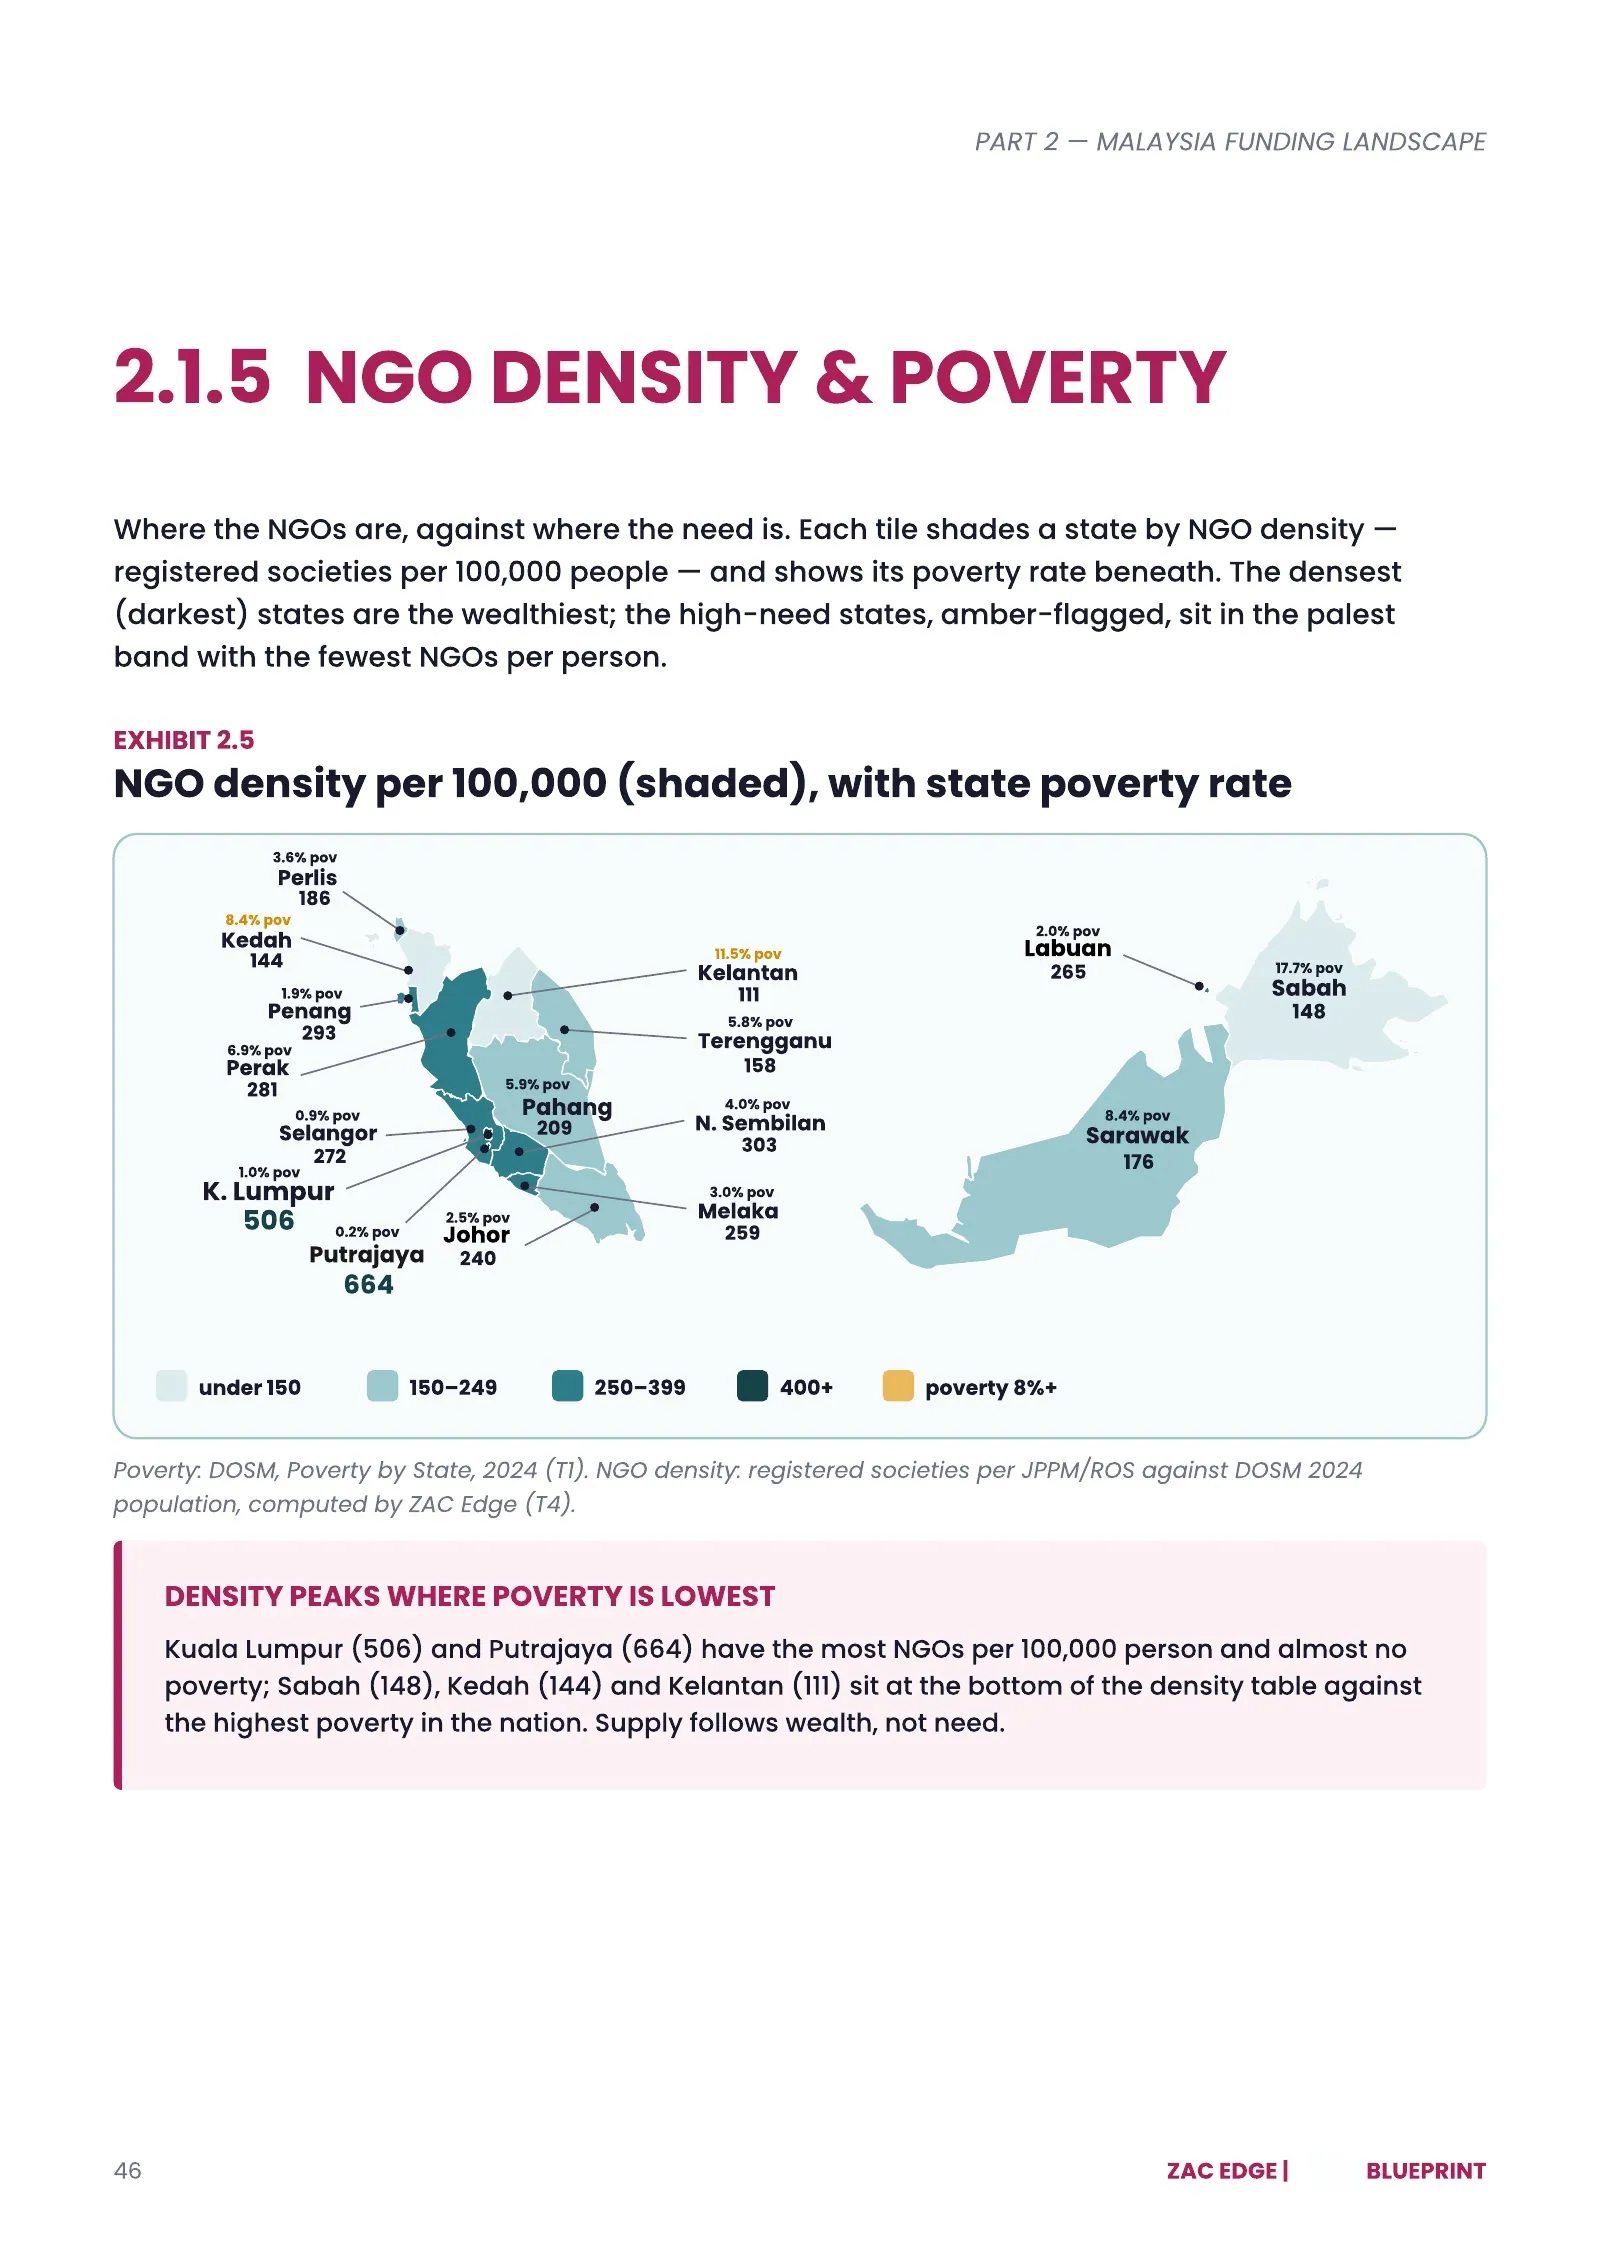 PART 2 — MALAYSIA FUNDING LANDSCAPE
2.1.5 NGO DENSITY & POVERTY
Where the NGOs are, against where the need is. Each tile shades a state by NGO density —
registered societies per 100,000 people — and shows its poverty rate beneath. The densest
(darkest) states are the wealthiest; the high-need states, amber-flagged, sit in the palest
band with the fewest NGOs per person.
EXHIBIT 2.5
NGO density per 100,000 (shaded), with state poverty rate
3.6% pov
Perlis
186
8.4% pov
Kedah
144
1.9% pov
Penang
293
6.9% pov
Perak
281
0.9% pov
Selangor
272
1.0% pov
K. Lumpur
506
0.2% pov
Putrajaya
664
2.5% pov
Johor
240
5.9% pov
Pahang
209
11.5% pov
Kelantan
111
5.8% pov
Terengganu
158
4.0% pov
N. Sembilan
303
3.0% pov
Melaka
259
2.0% pov
Labuan
265
17.7% pov
Sabah
148
8.4% pov
Sarawak
176
under 150
150–249
250–399
400+
poverty 8%+
Poverty: DOSM, Poverty by State, 2024 (T1). NGO density: registered societies per JPPM/ROS against DOSM 2024
population, computed by ZAC Edge (T4).
DENSITY PEAKS WHERE POVERTY IS LOWEST
Kuala Lumpur (506) and Putrajaya (664) have the most NGOs per 100,000 person and almost no
poverty; Sabah (148), Kedah (144) and Kelantan (111) sit at the bottom of the density table against
the highest poverty in the nation. Supply follows wealth, not need.
46
ZAC EDGE | BLUEPRINT